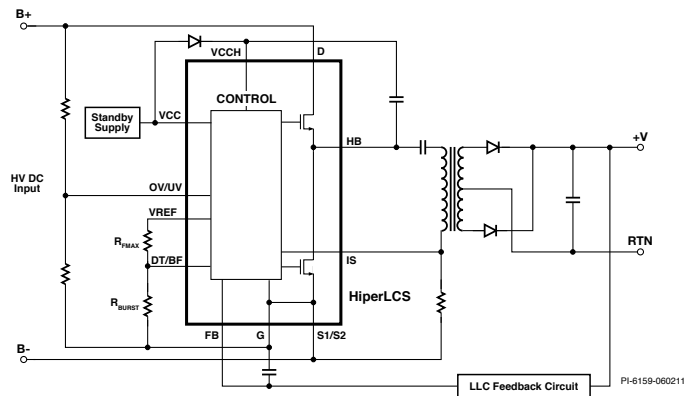 B+
VCCH
D
CONTROL
Standby
Supply
VCC
HB
+V
HV DC
Input
OV/UV
VREF
RFMAX
DT/BF
IS
RTN
RBURST
HiperLCS
FB
G
S1/S2
B-
LLC Feedback Circuit
PI-6159-060211